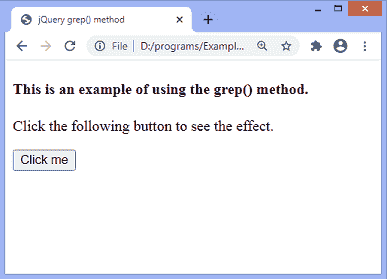 jQuery grep() method
File | D:/programs/Exampl...
This is an example of using the grep() method.
Click the following button to see the effect.
Click me